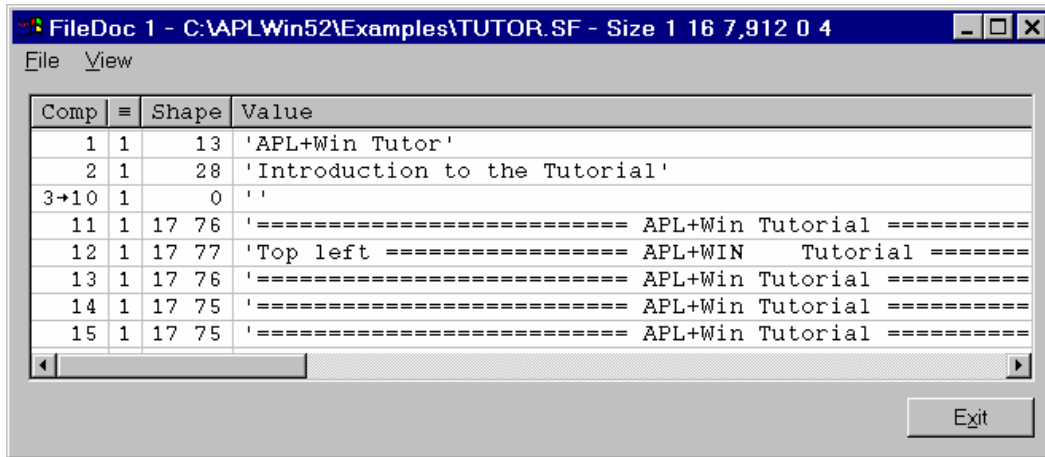 FileDoc 1 - C:\APLWin52\Examples\TUTOR.SF - Size 1 16 7,912 0 4
File View
Comp ≡ Shape Value
1 1 13 'APL+Win Tutor'
2 1 28 'Introduction to the Tutorial'
3→10 1 0 ''
11 1 17 76 '========================== APL+Win Tutorial ==========
12 1 17 77 'Top left ================= APL+WIN    Tutorial =======
13 1 17 76 '========================== APL+Win Tutorial ==========
14 1 17 75 '========================== APL+Win Tutorial ==========
15 1 17 75 '========================== APL+Win Tutorial ==========
Exit